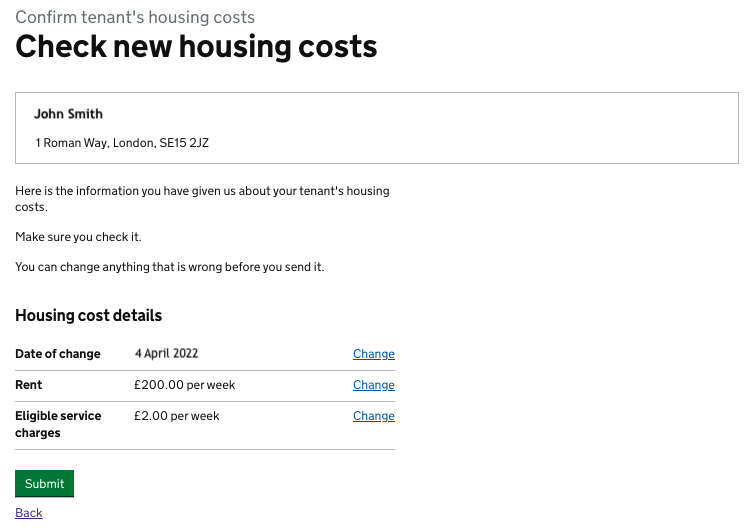 Confirm tenant's housing costs
Check new housing costs
John Smith
1 Roman Way, London, SE15 2JZ
Here is the information you have given us about your tenant's housing
costs.
Make sure you check it.
You can change anything that is wrong before you send it.
Housing cost details
Date of change 4 April 2022 Change
Rent £200.00 per week Change
Eligible service charges £2.00 per week Change
Submit
Back